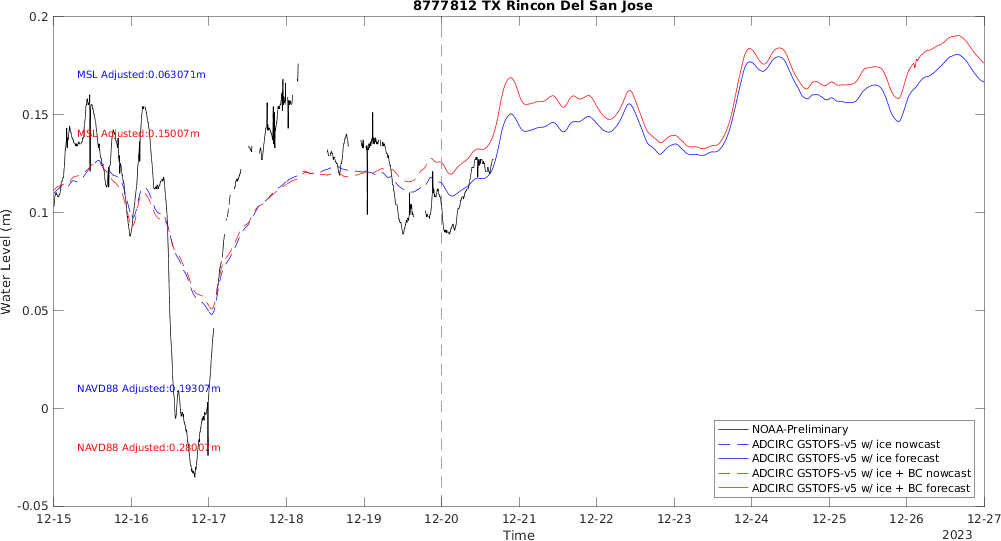 8777812 TX Rincon Del San Jose
0.2
0.15
0.1
0.05
0
-0.05
Water Level (m)
MSL Adjusted:0.063071m
MSL Adjusted:0.15007m
NAVD88 Adjusted:0.19307m
NAVD88 Adjusted:0.28007m
NOAA-Preliminary
ADCIRC GSTOFS-v5 w/ ice nowcast
ADCIRC GSTOFS-v5 w/ ice forecast
ADCIRC GSTOFS-v5 w/ ice + BC nowcast
ADCIRC GSTOFS-v5 w/ ice + BC forecast
12-15 12-16 12-17 12-18 12-19 12-20 12-21 12-22 12-23 12-24 12-25 12-26 12-27
Time
2023